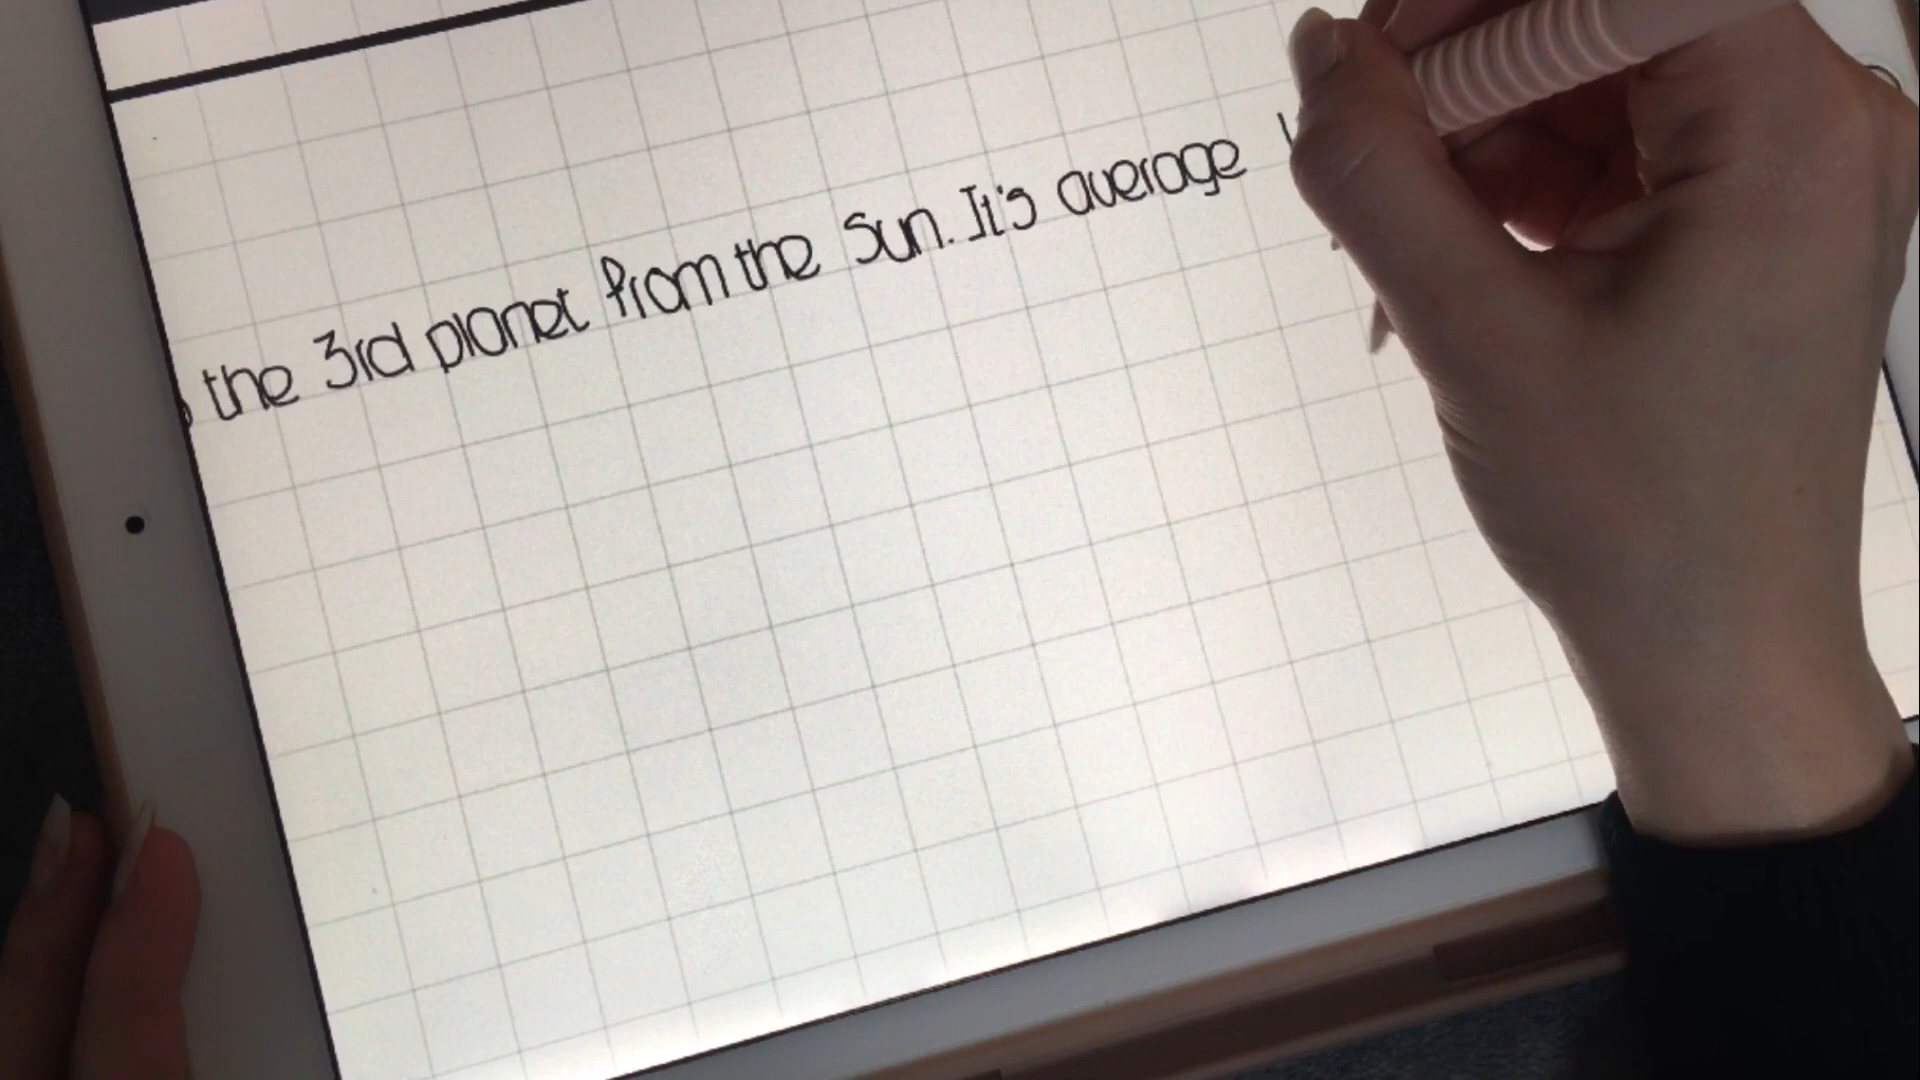 the 3rd planet from the Sun. It's average